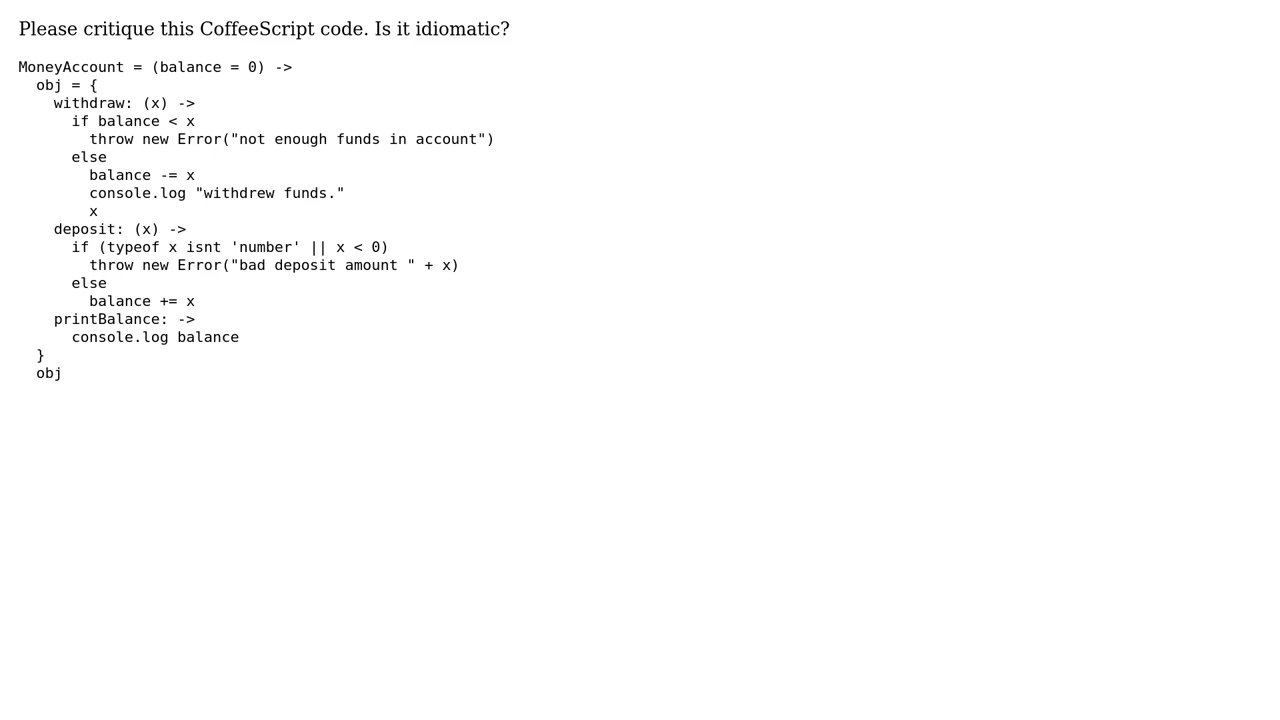 Please critique this CoffeeScript code. Is it idiomatic?
MoneyAccount = (balance = 0) ->
  obj = {
    withdraw: (x) ->
      if balance < x
        throw new Error("not enough funds in account")
      else
        balance -= x
        console.log "withdrew funds."
        x
    deposit: (x) ->
      if (typeof x isnt 'number' || x < 0)
        throw new Error("bad deposit amount " + x)
      else
        balance += x
    printBalance: ->
      console.log balance
  }
  obj